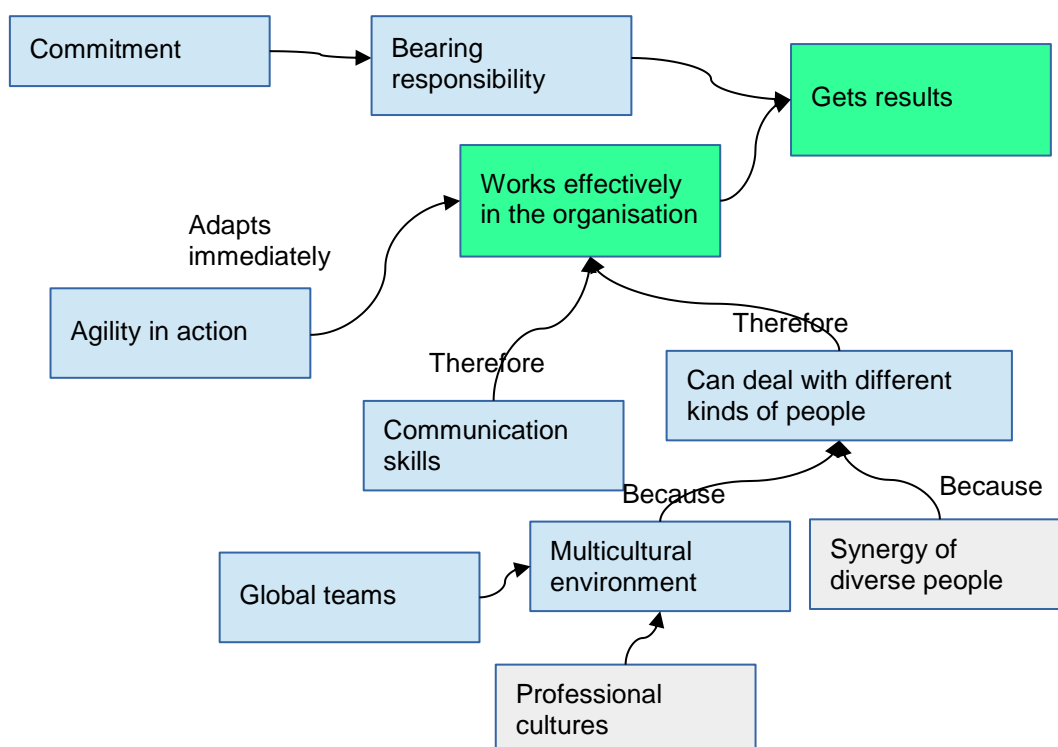 Commitment
Bearing
responsibility
Gets results
Works effectively
in the organisation
Adapts
immediately
Agility in action
Therefore
Therefore
Can deal with different
kinds of people
Communication
skills
Because
Because
Multicultural
environment
Synergy of
diverse people
Global teams
Professional
cultures